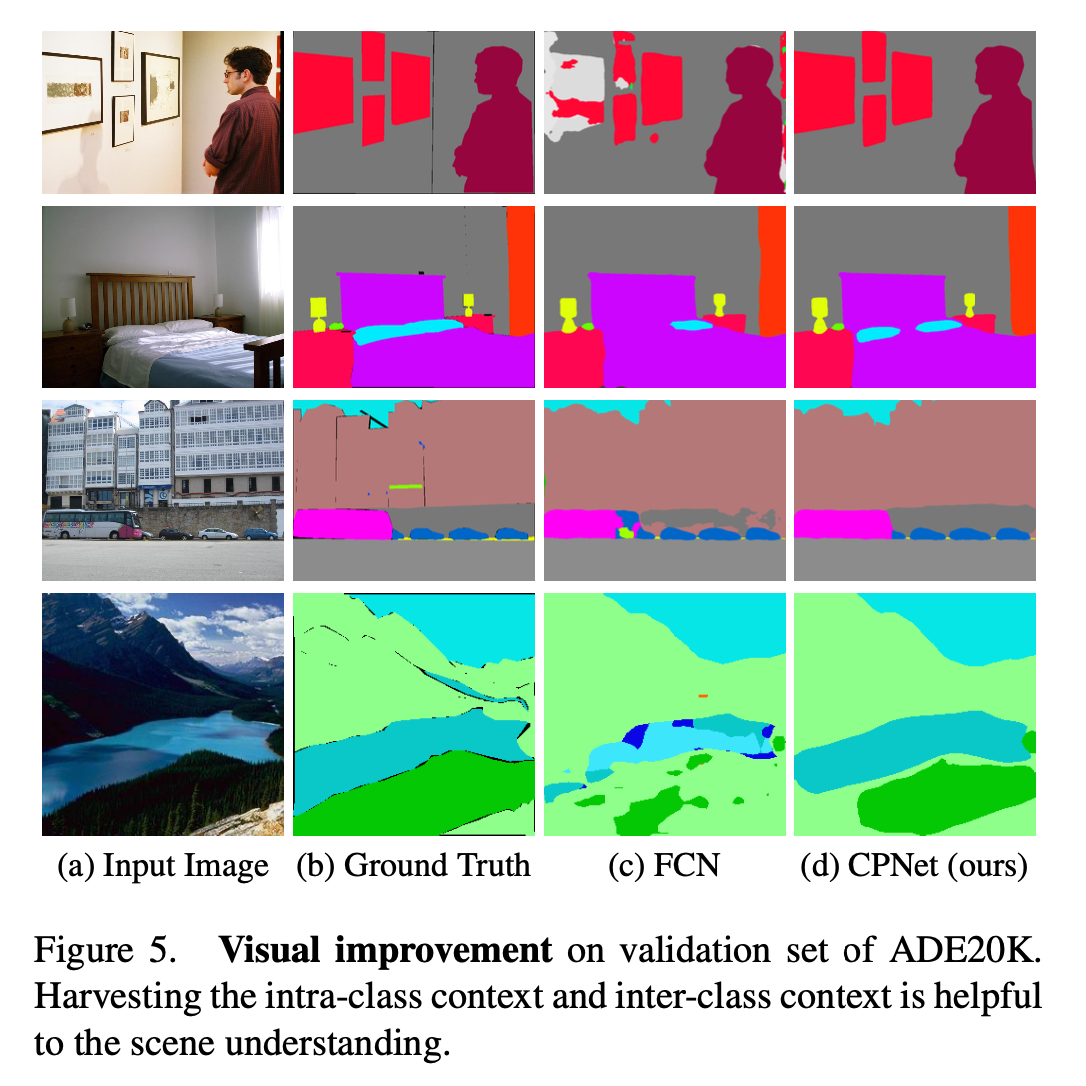 (a) Input Image (b) Ground Truth (c) FCN (d) CPNet (ours)
Figure 5. Visual improvement on validation set of ADE20K.
Harvesting the intra-class context and inter-class context is helpful
to the scene understanding.